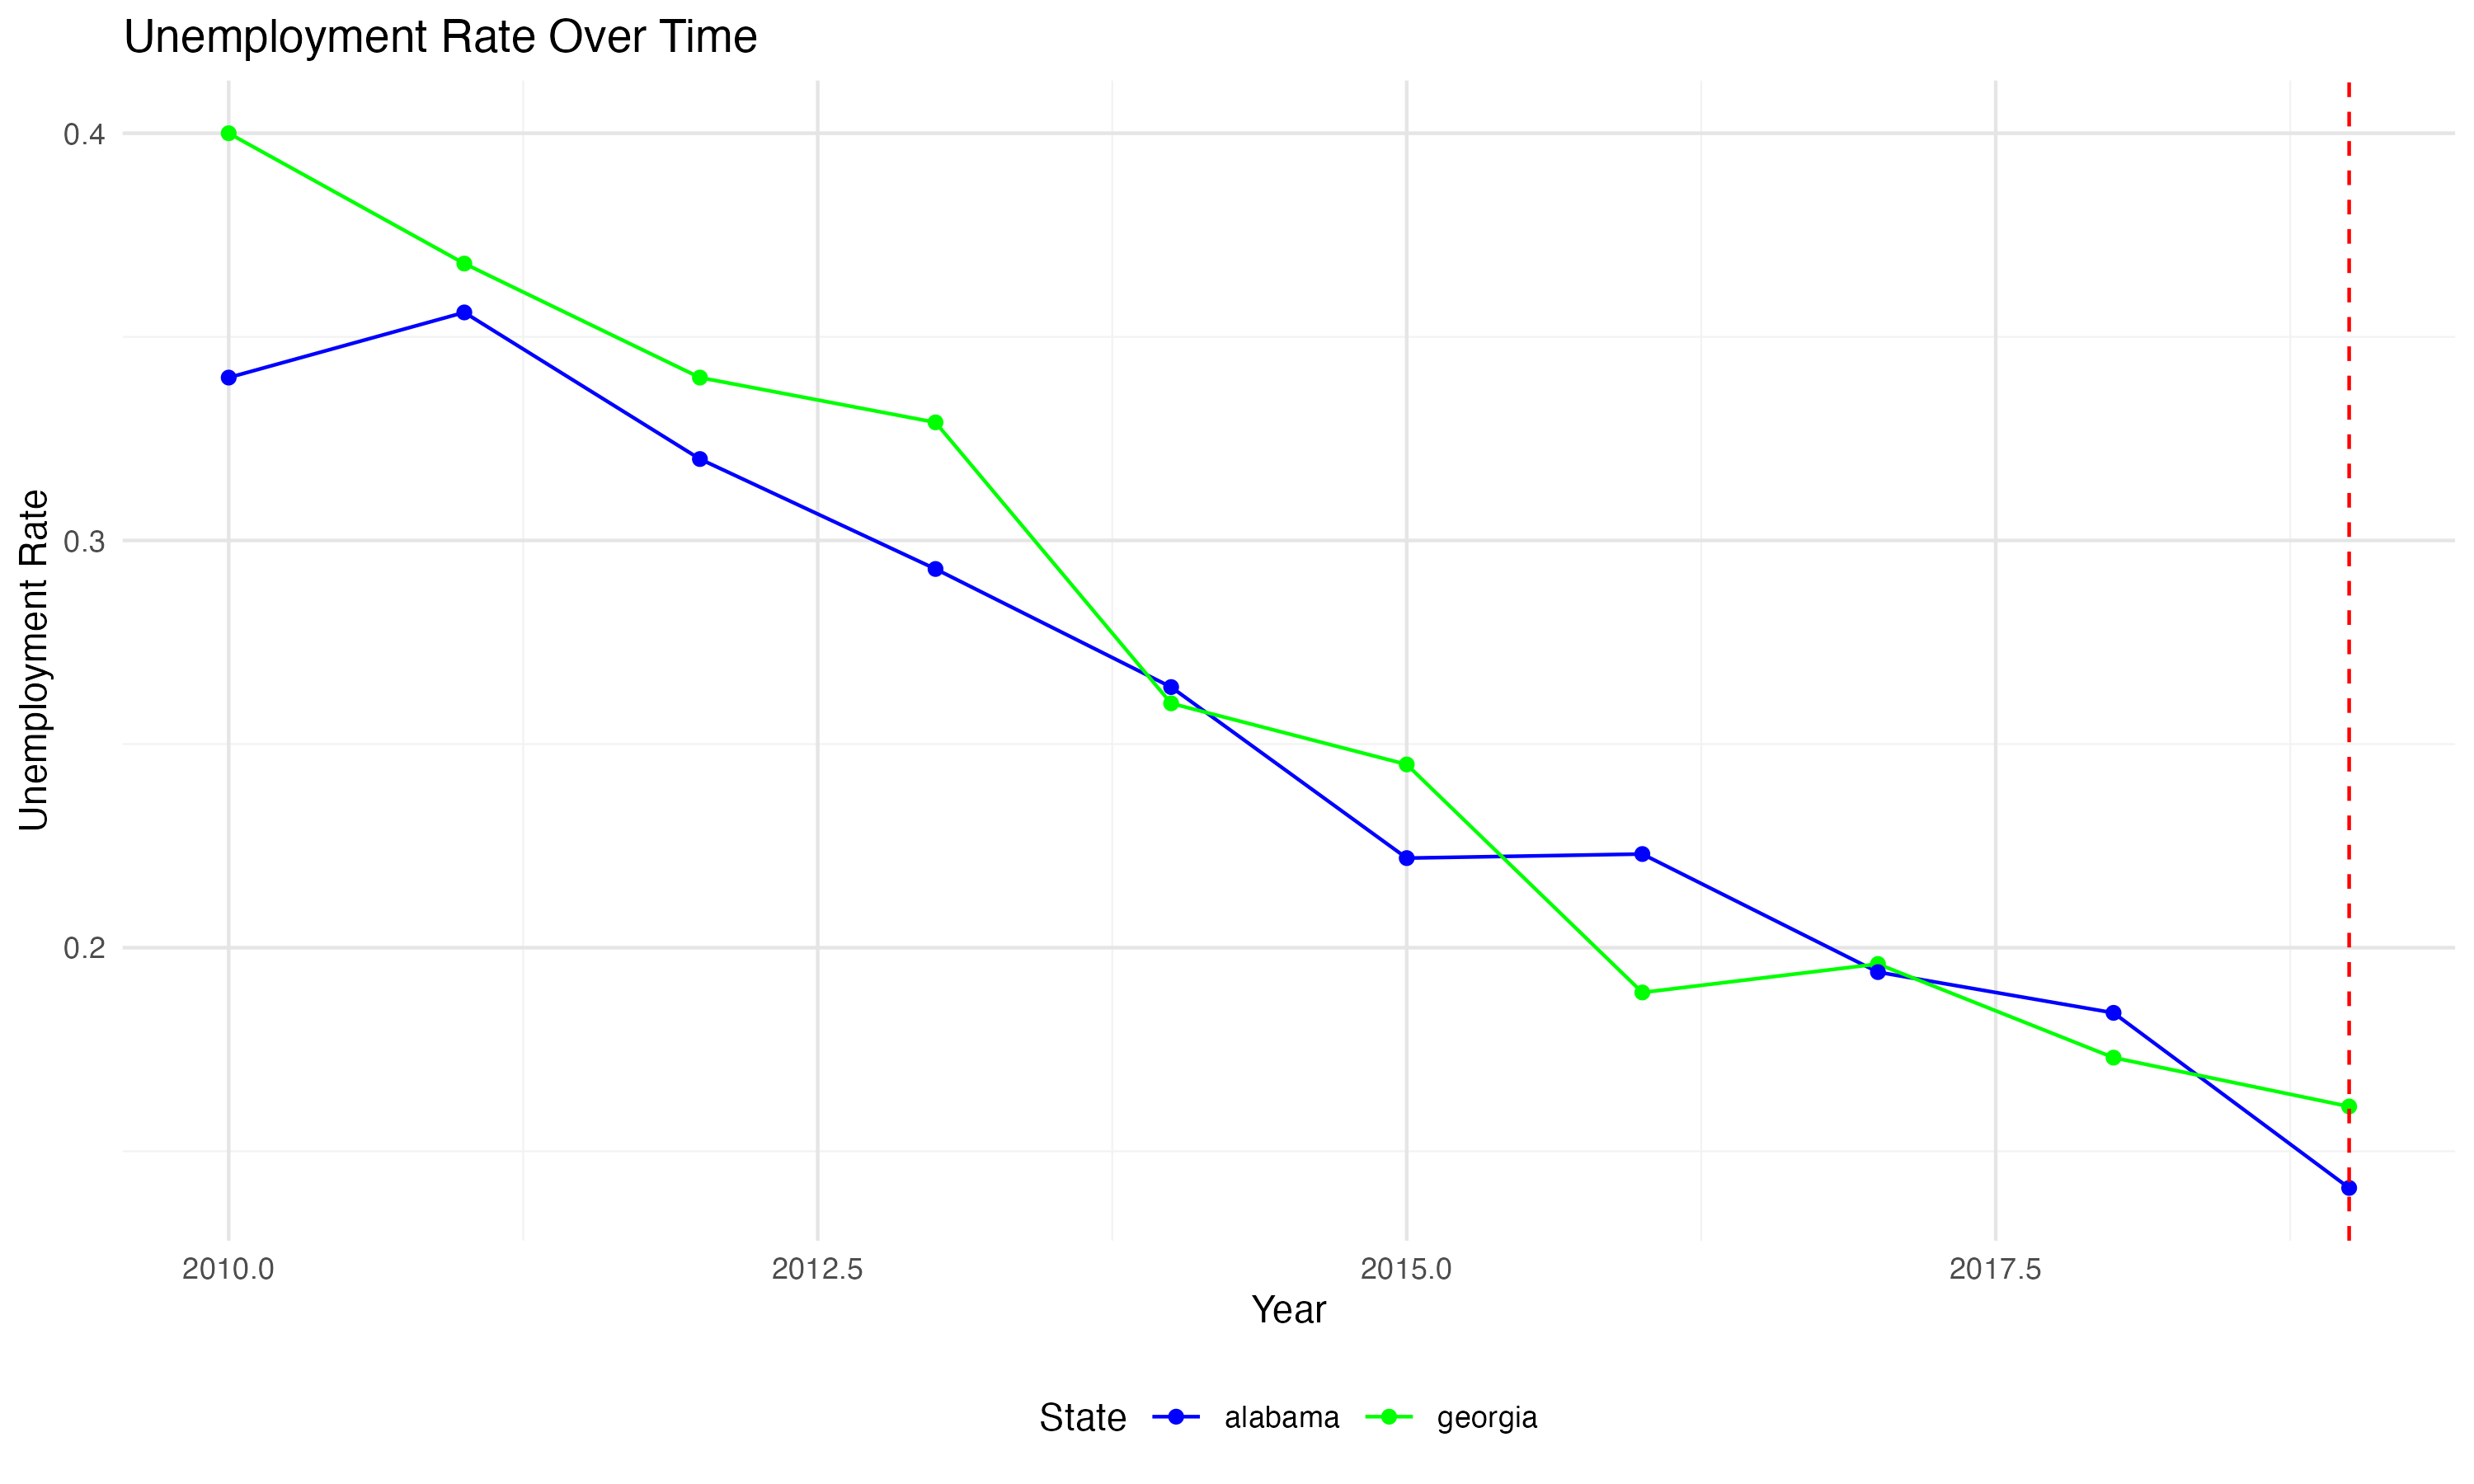 Unemployment Rate Over Time
Unemployment Rate
0.4
0.3
0.2
2010.0 2012.5 2015.0 2017.5
Year
State alabama georgia